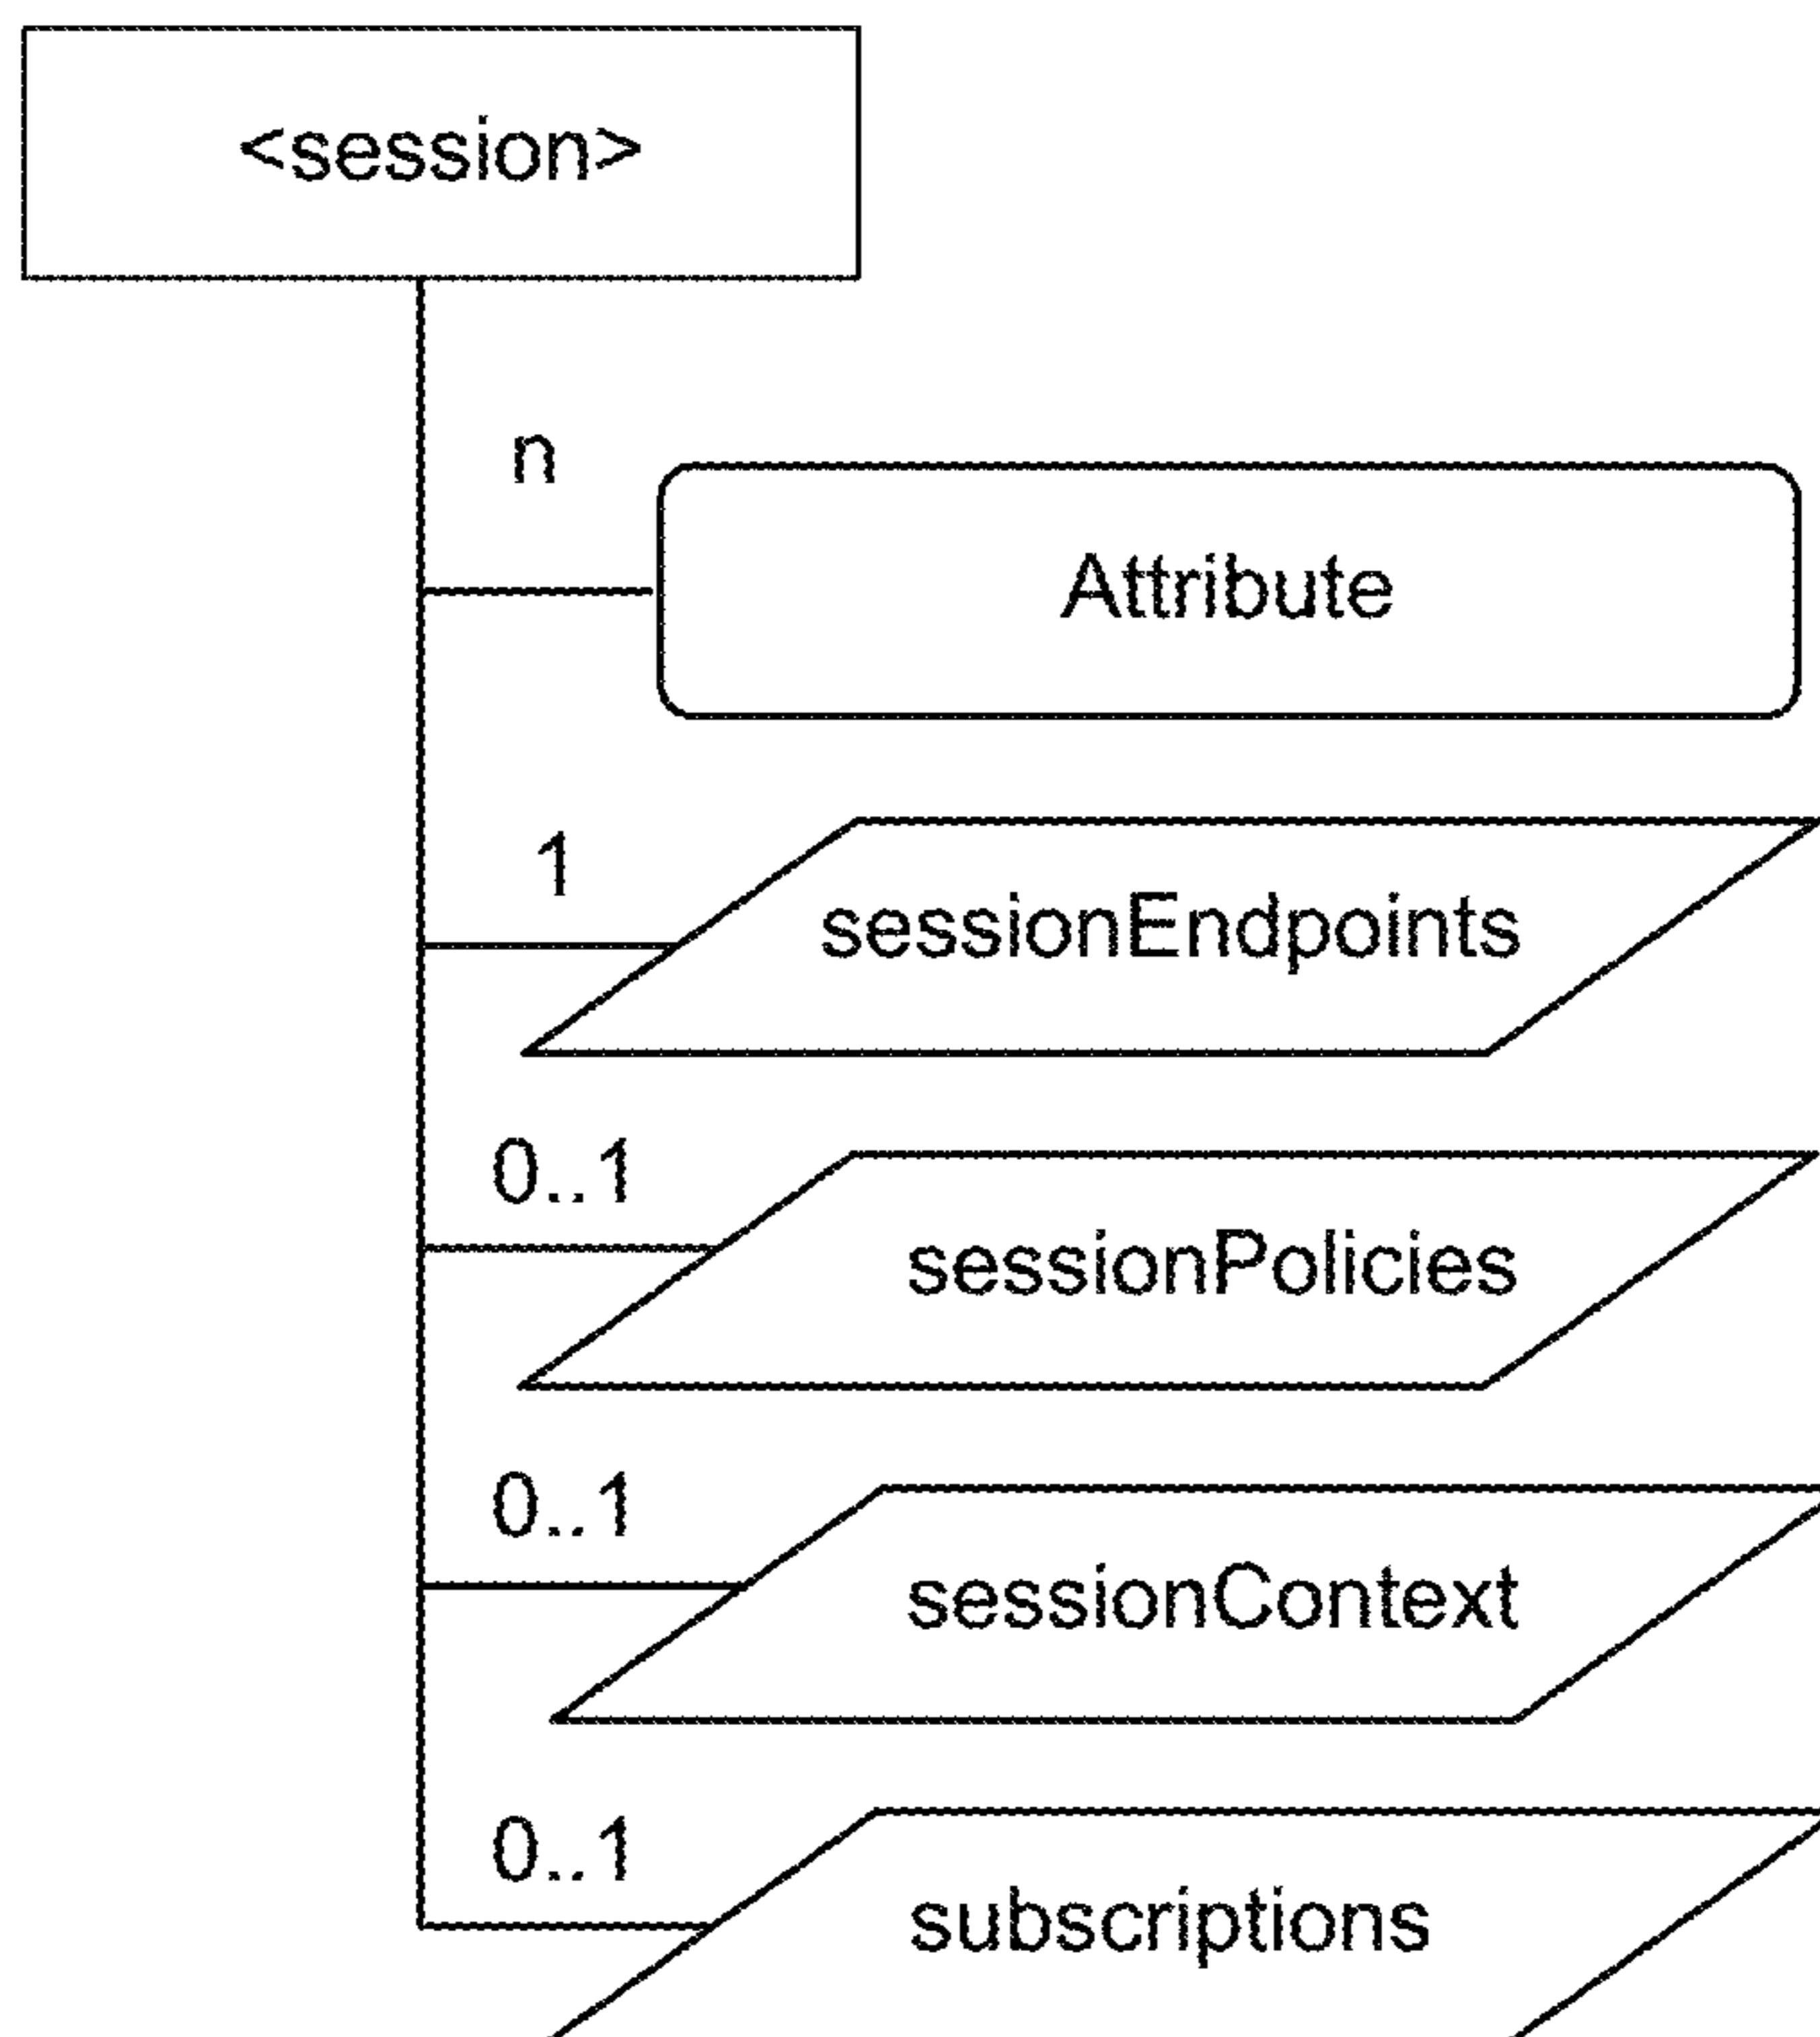 <session>
n
Attribute
1
sessionEndpoints
0..1
sessionPolicies
0..1
sessionContext
0..1
subscriptions